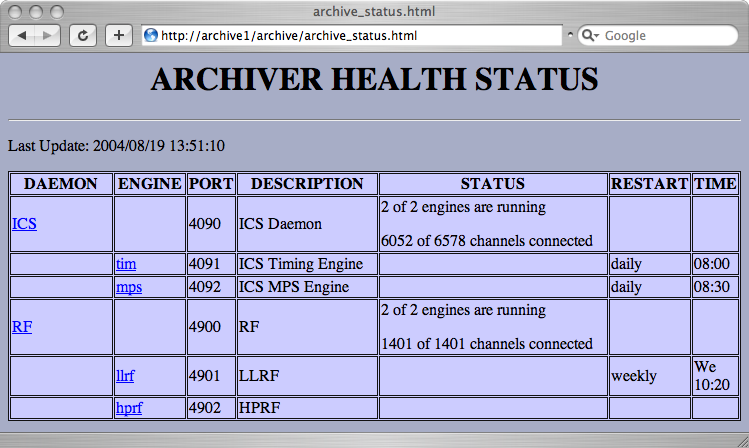 archive_status.html
http://archive1/archive/archive_status.html
Google
ARCHIVER HEALTH STATUS
Last Update: 2004/08/19 13:51:10
DAEMON ENGINE PORT DESCRIPTION STATUS RESTART TIME
ICS 4090 ICS Daemon 2 of 2 engines are running
6052 of 6578 channels connected
tim 4091 ICS Timing Engine daily 08:00
mps 4092 ICS MPS Engine daily 08:30
RF 4900 RF 2 of 2 engines are running
1401 of 1401 channels connected
llrf 4901 LLRF weekly We
10:20
hprf 4902 HPRF